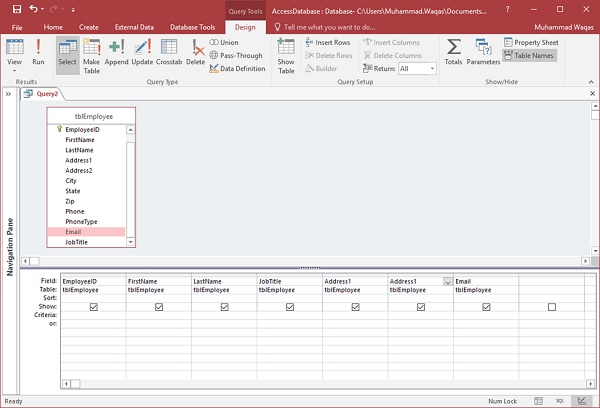 Query Tools
AccessDatabase : Database- C:\Users\Muhammad.Waqas\Documents...
File Home Create External Data Database Tools Design Tell me what you want to do... Muhammad Waqas
View Run Select Make Table Append Update Crosstab Delete
Union
Pass-Through
Data Definition
Show Table
Insert Rows
Delete Rows
Builder
Insert Columns
Delete Columns
Return: All
Totals Parameters
Property Sheet
Table Names
Results Query Type Query Setup Show/Hide
Query2
Navigation Pane
tblEmployee
EmployeeID
FirstName
LastName
Address1
Address2
City
State
Zip
Phone
PhoneType
Email
JobTitle
Field: EmployeeID FirstName LastName JobTitle Address1 Address1 Email
Table: tblEmployee tblEmployee tblEmployee tblEmployee tblEmployee tblEmployee tblEmployee
Sort:
Show:
Criteria:
or:
Ready Num Lock SQL